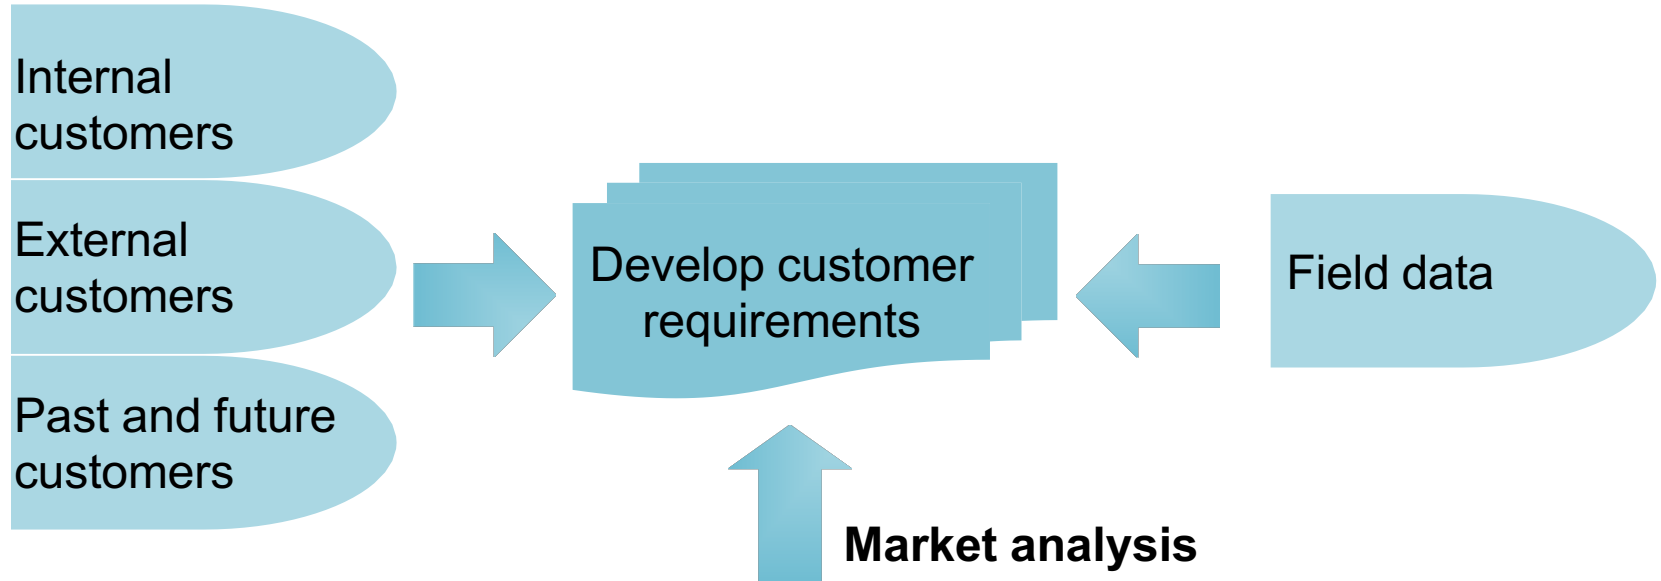 Internal
customers
External
customers
Past and future
customers
Develop customer
requirements
Field data
Market analysis